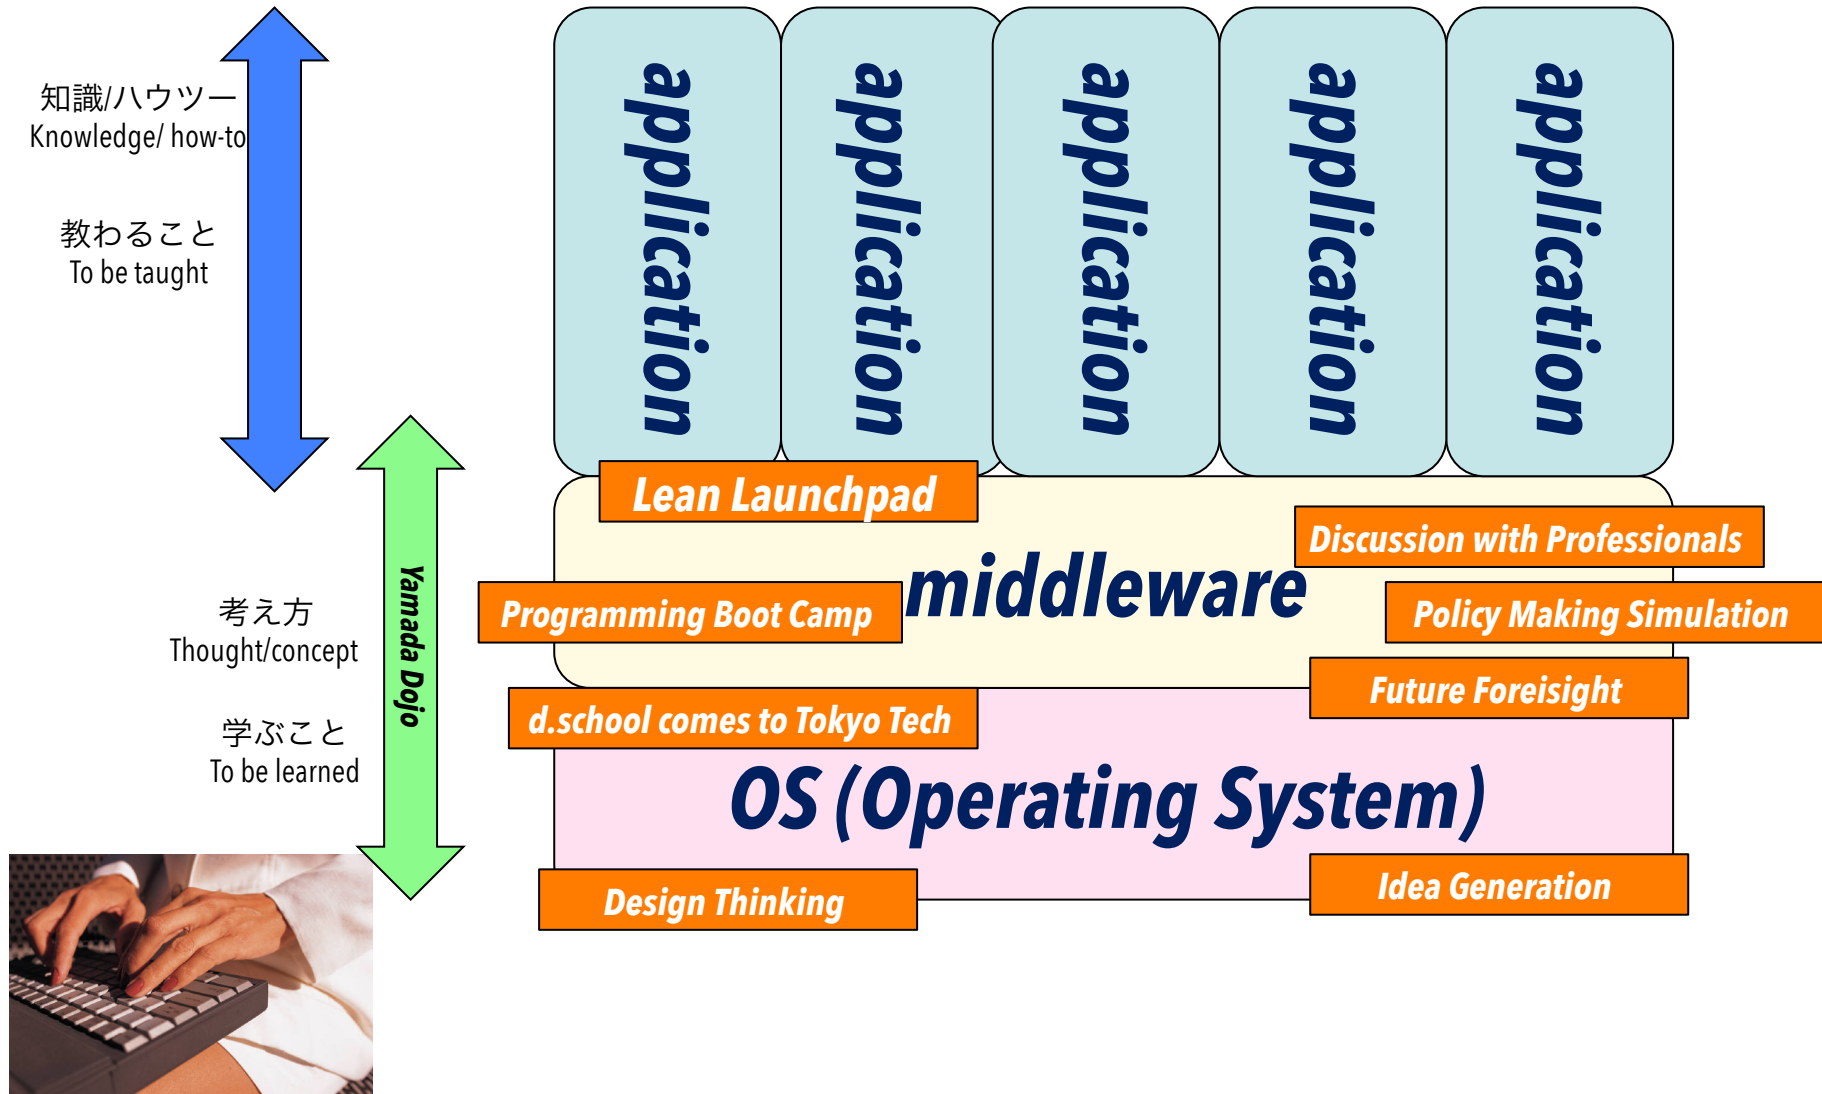 知識/ハウツー
Knowledge/ how-to
教わること
To be taught
考え方
Thought/concept
学ぶこと
To be learned
Yamada Dojo
application
application
application
application
application
Lean Launchpad
Discussion with Professionals
middleware
Programming Boot Camp
Policy Making Simulation
Future Foreisight
d.school comes to Tokyo Tech
OS (Operating System)
Design Thinking
Idea Generation